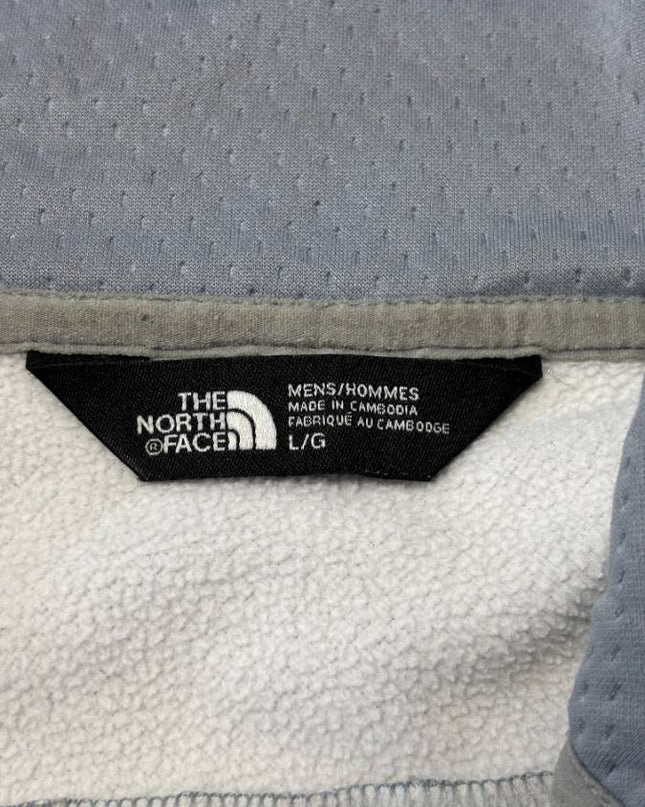 THE
NORTH
®FACE
MENS/HOMMES
MADE IN CAMBODIA
FABRIQUÉ AU CAMBODGE
L/G